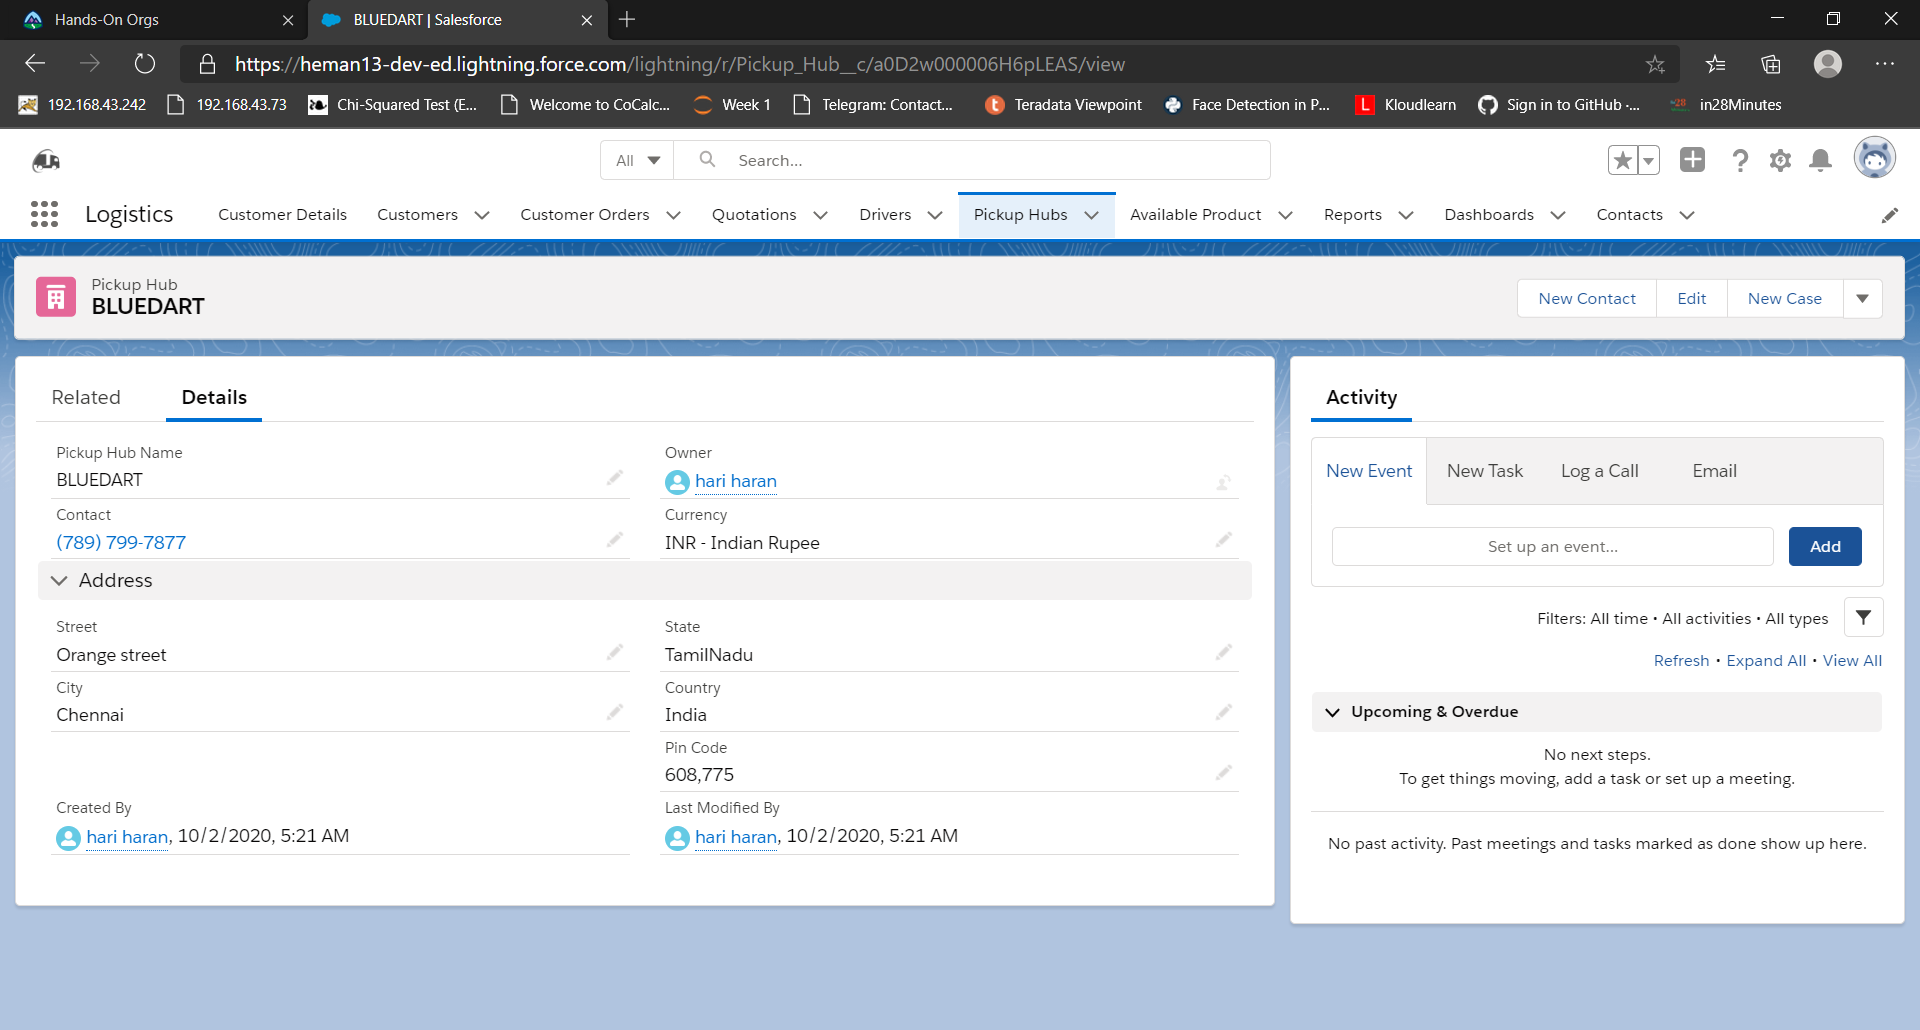 Hands-On Orgs
BLUEDART | Salesforce
https://heman13-dev-ed.lightning.force.com/lightning/r/Pickup_Hub__c/a0D2w000006H6pLEAS/view
192.168.43.242 192.168.43.73 Chi-Squared Test (E... Welcome to CoCalc... Week 1 Telegram: Contact... Teradata Viewpoint Face Detection in P... Kloudlearn Sign in to GitHub ·... in28Minutes
All Search...
Logistics Customer Details Customers Customer Orders Quotations Drivers Pickup Hubs Available Product Reports Dashboards Contacts
Pickup Hub
BLUEDART
New Contact Edit New Case
Related Details
Pickup Hub Name
BLUEDART
Owner
hari haran
Contact
(789) 799-7877
Currency
INR - Indian Rupee
Address
Street
Orange street
State
TamilNadu
City
Chennai
Country
India
Pin Code
608,775
Created By
hari haran, 10/2/2020, 5:21 AM
Last Modified By
hari haran, 10/2/2020, 5:21 AM
Activity
New Event New Task Log a Call Email
Set up an event... Add
Filters: All time • All activities • All types
Refresh • Expand All • View All
Upcoming & Overdue
No next steps.
To get things moving, add a task or set up a meeting.
No past activity. Past meetings and tasks marked as done show up here.